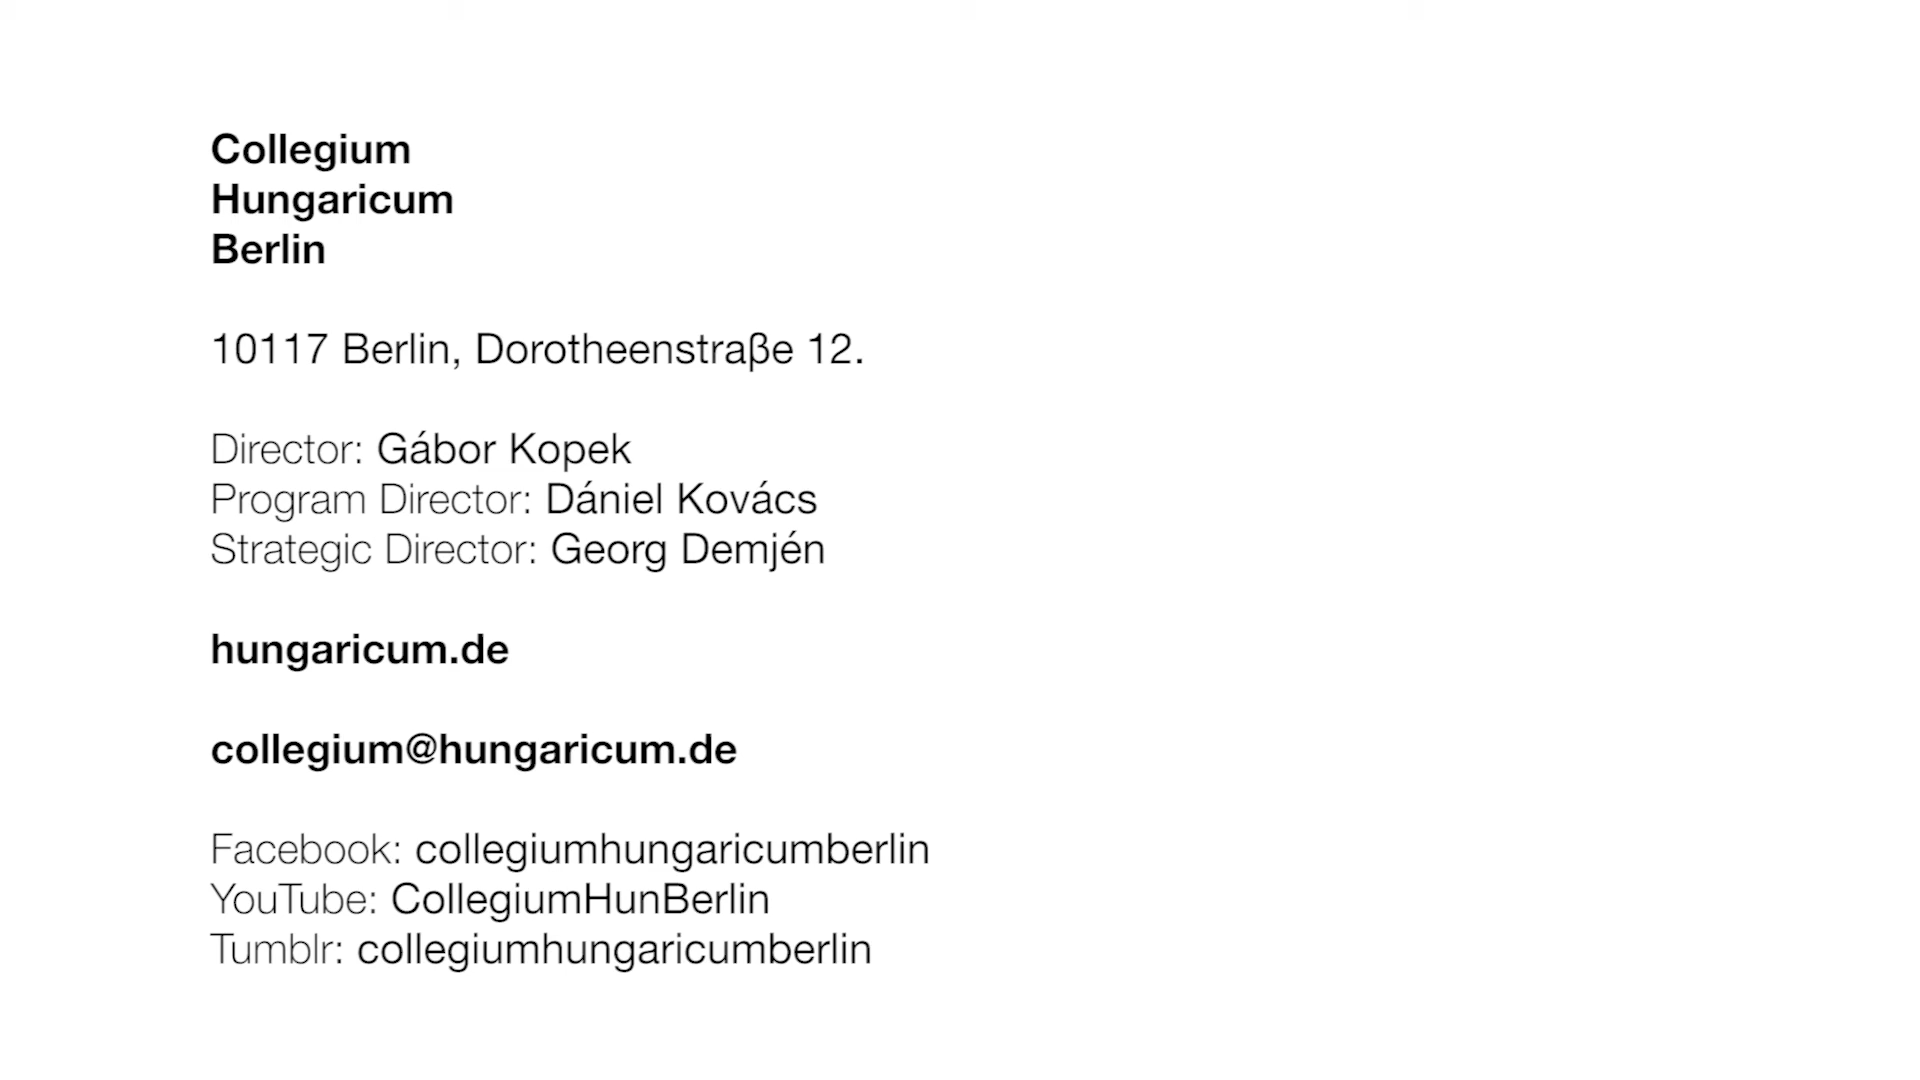 Collegium
Hungaricum
Berlin
10117 Berlin, Dorotheenstraβe 12.
Director: Gábor Kopek
Program Director: Dániel Kovács
Strategic Director: Georg Demjén
hungaricum.de
collegium@hungaricum.de
Facebook: collegiumhungaricumberlin
YouTube: CollegiumHunBerlin
Tumblr: collegiumhungaricumberlin